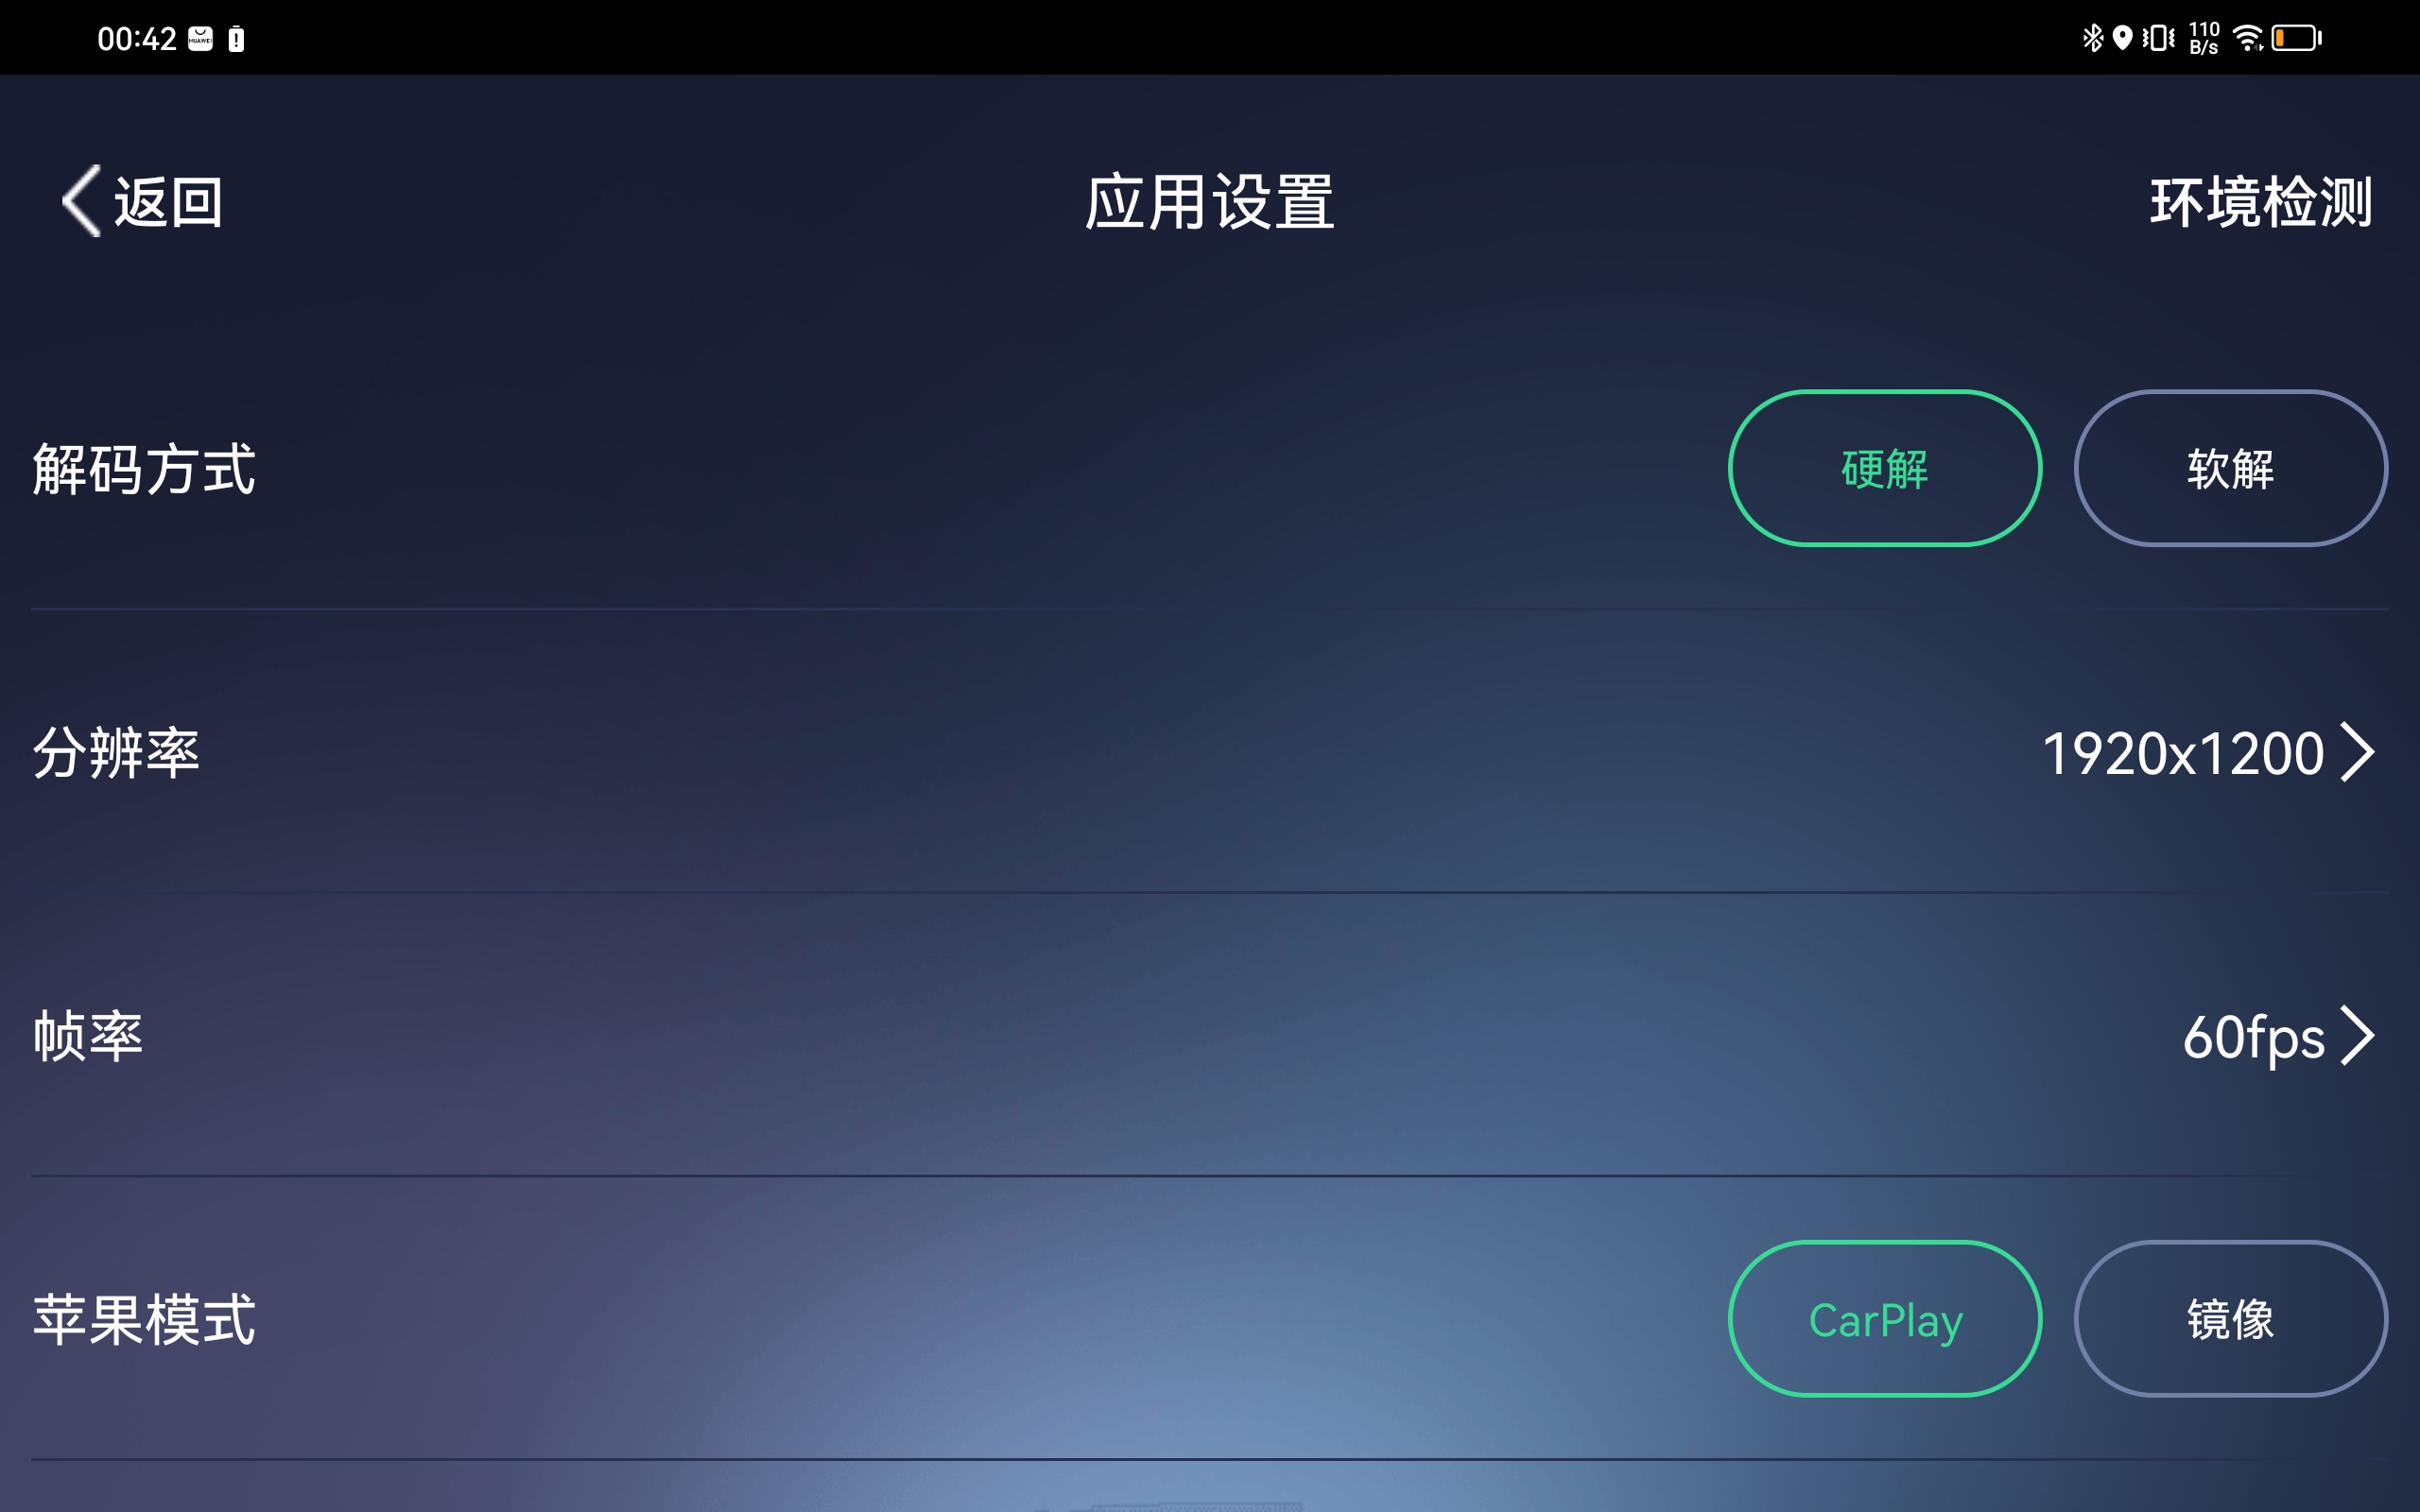 00:42
HUAWEI
110
B/s
返回
应用设置
环境检测
解码方式
硬解
软解
分辨率
1920x1200
帧率
60fps
苹果模式
CarPlay
镜像